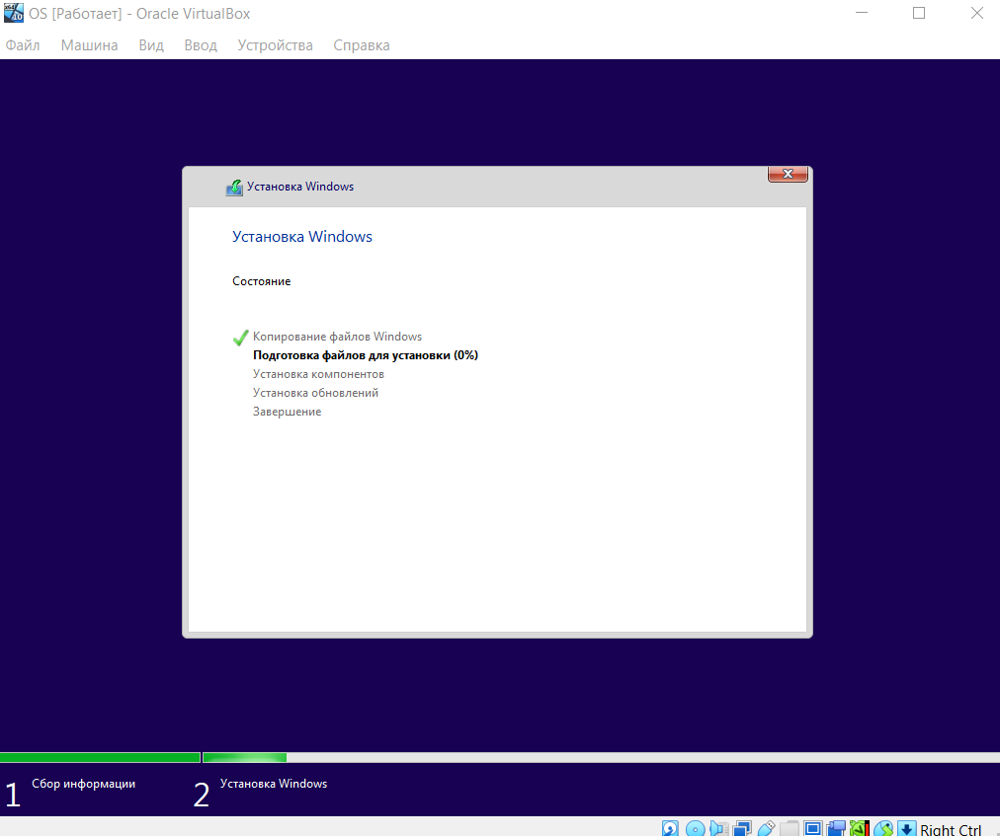 OS [Работает] - Oracle VirtualBox
Файл Машина Вид Ввод Устройства Справка
Установка Windows
Установка Windows
Состояние
Копирование файлов Windows
Подготовка файлов для установки (0%)
Установка компонентов
Установка обновлений
Завершение
1 Сбор информации 2 Установка Windows
Right Ctrl